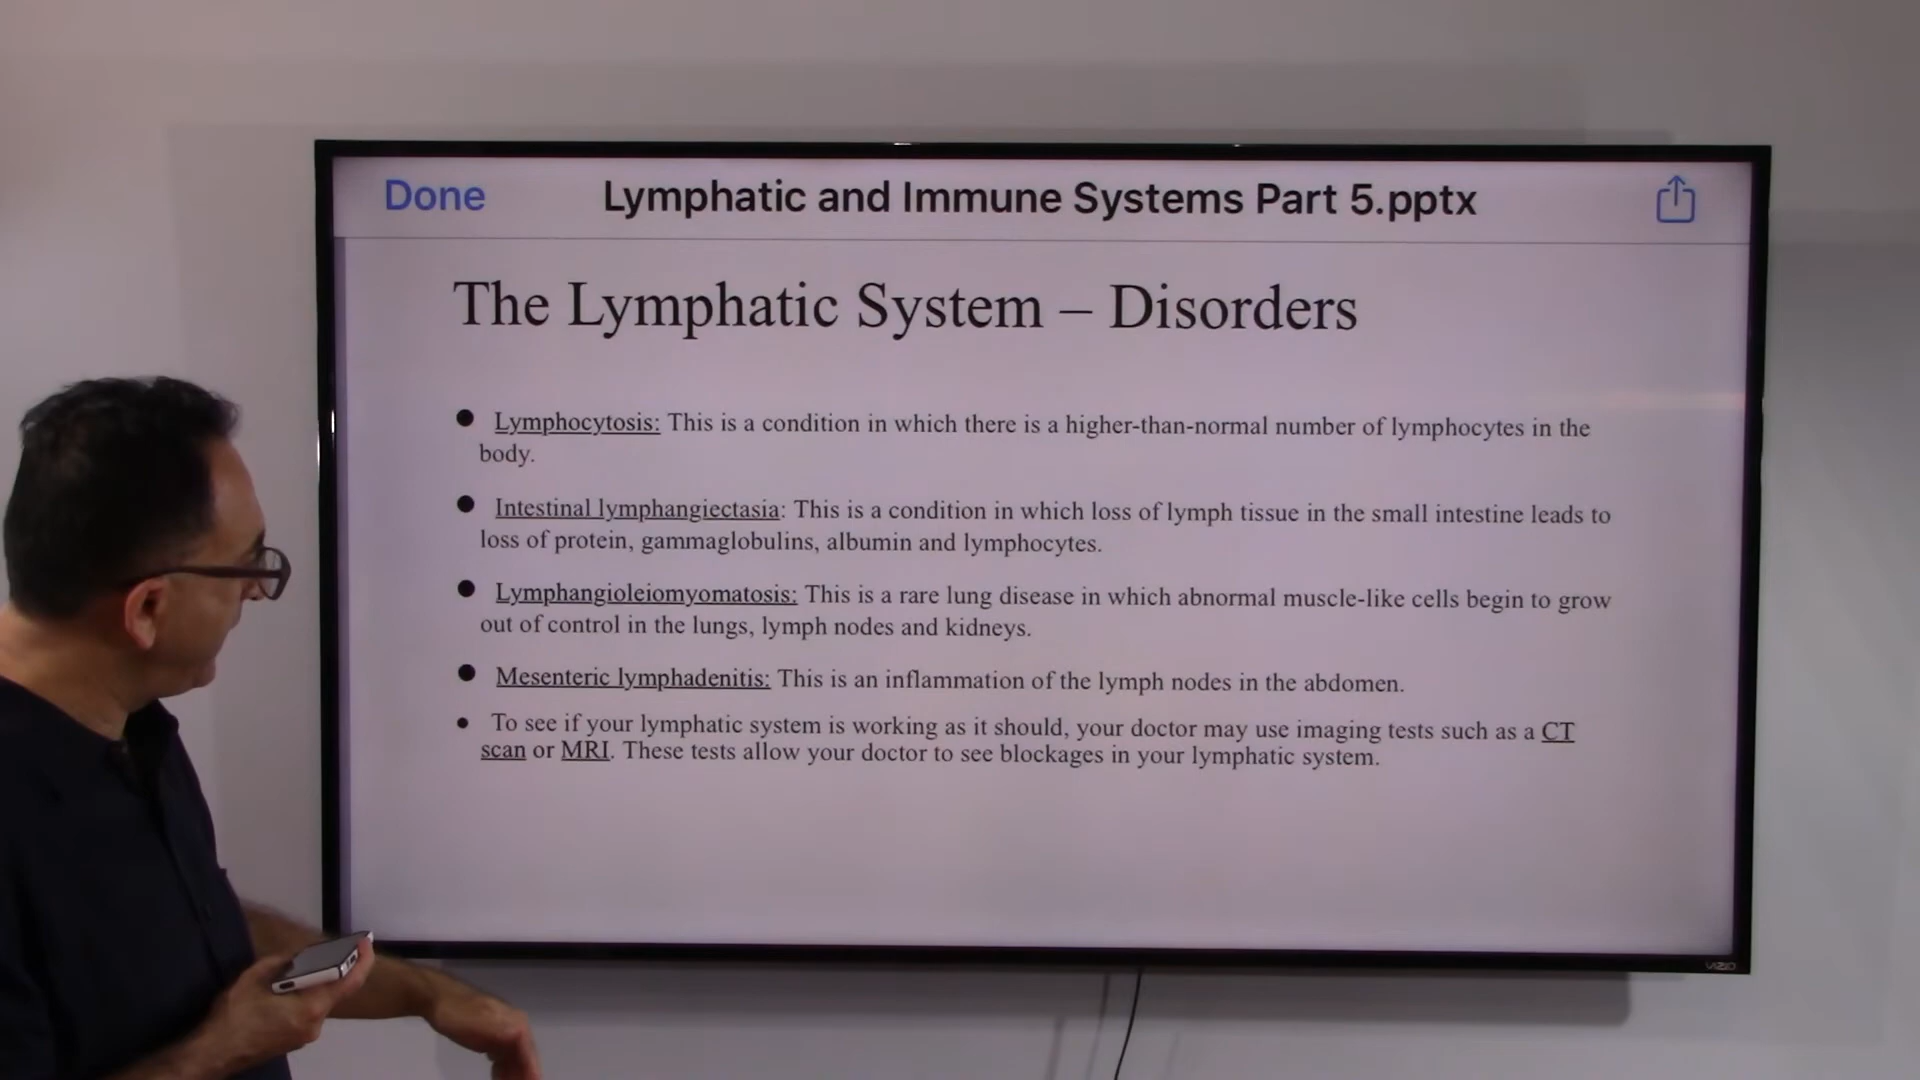 Done
Lymphatic and Immune Systems Part 5.pptx
The Lymphatic System – Disorders
● Lymphocytosis: This is a condition in which there is a higher-than-normal number of lymphocytes in the
body.
● Intestinal lymphangiectasia: This is a condition in which loss of lymph tissue in the small intestine leads to
loss of protein, gammaglobulins, albumin and lymphocytes.
● Lymphangioleiomyomatosis: This is a rare lung disease in which abnormal muscle-like cells begin to grow
out of control in the lungs, lymph nodes and kidneys.
● Mesenteric lymphadenitis: This is an inflammation of the lymph nodes in the abdomen.
• To see if your lymphatic system is working as it should, your doctor may use imaging tests such as a CT
scan or MRI. These tests allow your doctor to see blockages in your lymphatic system.
VIZIO